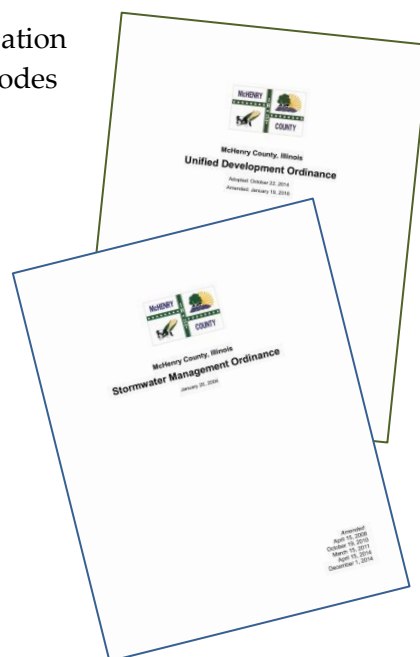 ation
odes
McHENRY
COUNTY
McHenry County, Illinois
Unified Development Ordinance
Adopted: October 22, 2014
Amended: January 19, 2016
McHENRY
COUNTY
McHenry County, Illinois
Stormwater Management Ordinance
January 20, 2004
Amended:
April 15, 2008
October 19, 2010
March 15, 2011
April 15, 2014
December 1, 2014